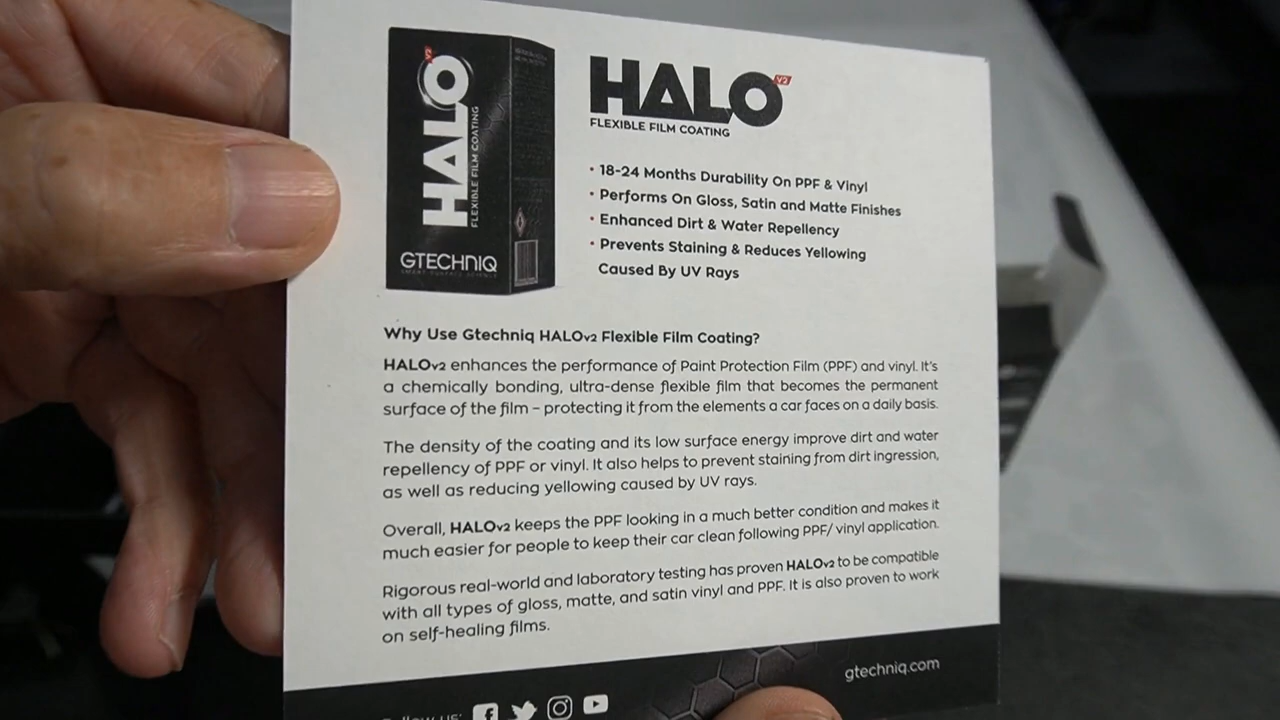 HALO
v2
FLEXIBLE FILM COATING
GTECHNIQ
SMART SURFACE SCIENCE
HALO v2
FLEXIBLE FILM COATING
• 18-24 Months Durability On PPF & Vinyl
• Performs On Gloss, Satin and Matte Finishes
• Enhanced Dirt & Water Repellency
• Prevents Staining & Reduces Yellowing
Caused By UV Rays
Why Use Gtechniq HALOv2 Flexible Film Coating?
HALOv2 enhances the performance of Paint Protection Film (PPF) and vinyl. It's
a chemically bonding, ultra-dense flexible film that becomes the permanent
surface of the film – protecting it from the elements a car faces on a daily basis.
The density of the coating and its low surface energy improve dirt and water
repellency of PPF or vinyl. It also helps to prevent staining from dirt ingression,
as well as reducing yellowing caused by UV rays.
Overall, HALOv2 keeps the PPF looking in a much better condition and makes it
much easier for people to keep their car clean following PPF/ vinyl application.
Rigorous real-world and laboratory testing has proven HALOv2 to be compatible
with all types of gloss, matte, and satin vinyl and PPF. It is also proven to work
on self-healing films.
gtechniq.com
Follow us: